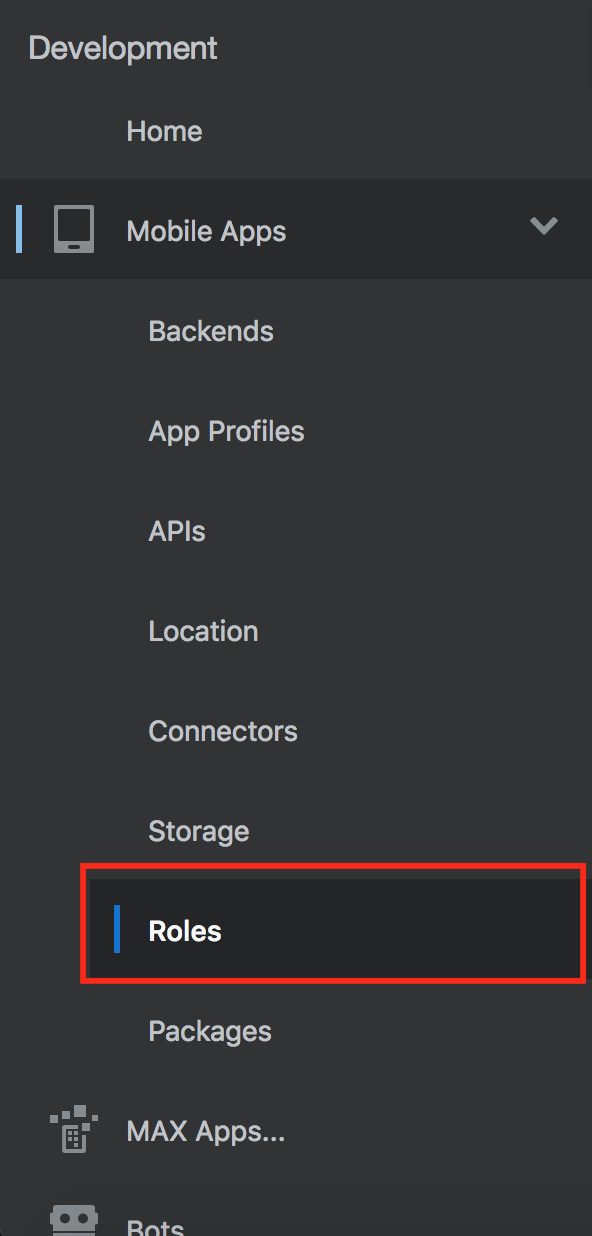 Development
Home
Mobile Apps
Backends
App Profiles
APIs
Location
Connectors
Storage
Roles
Packages
MAX Apps...
Bots